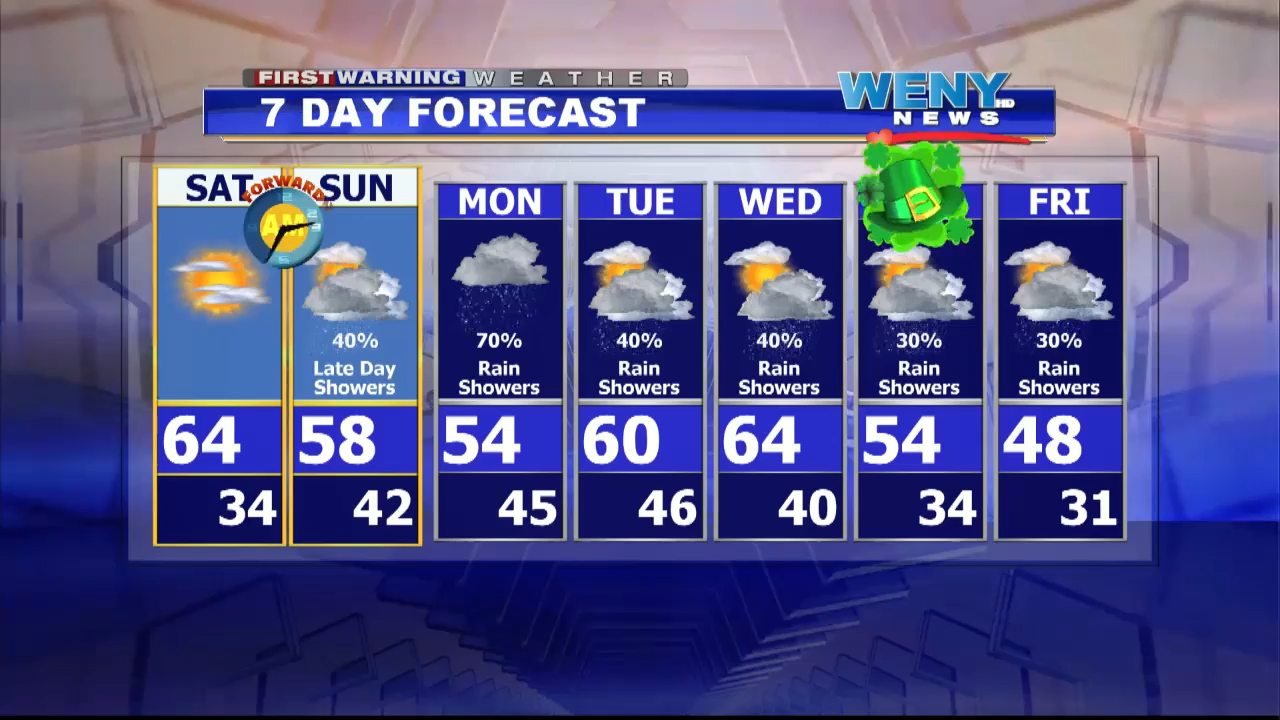 FIRSTWARNING WEATHER
7 DAY FORECAST
WENY HD
NEWS
SAT SUN MON TUE WED FRI
FORWARD
AM
40% 70% 40% 40% 30% 30%
Late Day Rain Rain Rain Rain Rain
Showers Showers Showers Showers Showers Showers
64 58 54 60 64 54 48
34 42 45 46 40 34 31